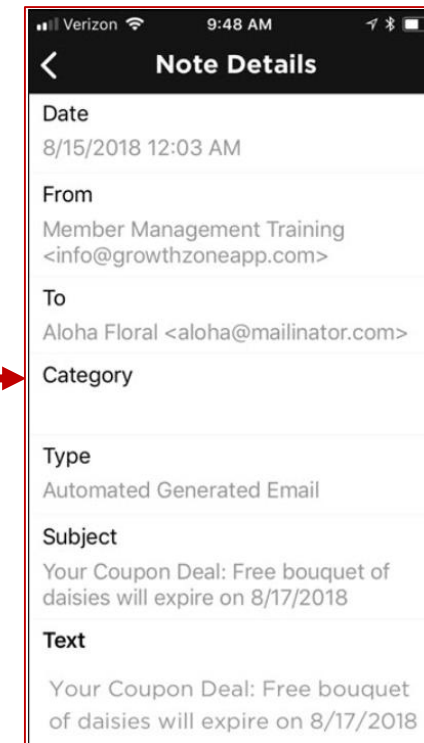 Verizon 9:48 AM
Note Details
Date
8/15/2018 12:03 AM
From
Member Management Training
<info@growthzoneapp.com>
To
Aloha Floral <aloha@mailinator.com>
Category
Type
Automated Generated Email
Subject
Your Coupon Deal: Free bouquet of
daisies will expire on 8/17/2018
Text
Your Coupon Deal: Free bouquet
of daisies will expire on 8/17/2018